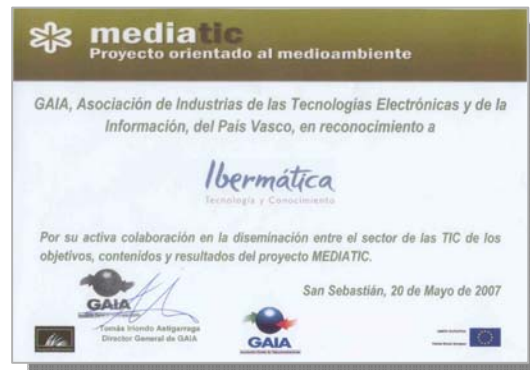 mediatic
Proyecto orientado al medioambiente
GAIA, Asociación de Industrias de las Tecnologías Electrónicas y de la
Información, del País Vasco, en reconocimiento a
Ibermática
Tecnología y Conocimiento
Por su activa colaboración en la diseminación entre el sector de las TIC de los
objetivos, contenidos y resultados del proyecto MEDIATIC.
San Sebastián, 20 de Mayo de 2007
GAIA
Tomás Iriondo Astigarraga
Director General de GAIA
GAIA